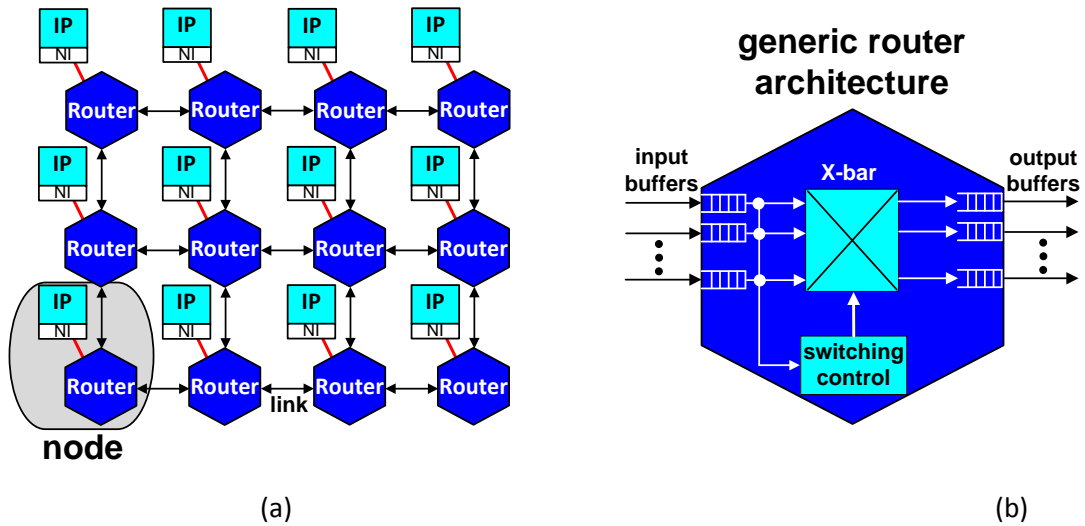 IP IP IP IP
NI NI NI NI
Router Router Router Router
IP IP IP IP
NI NI NI NI
Router Router Router Router
IP IP IP IP
NI NI NI NI
Router Router Router Router
link
node
(a)
generic router
architecture
input
buffers
X-bar
output
buffers
switching
control
(b)